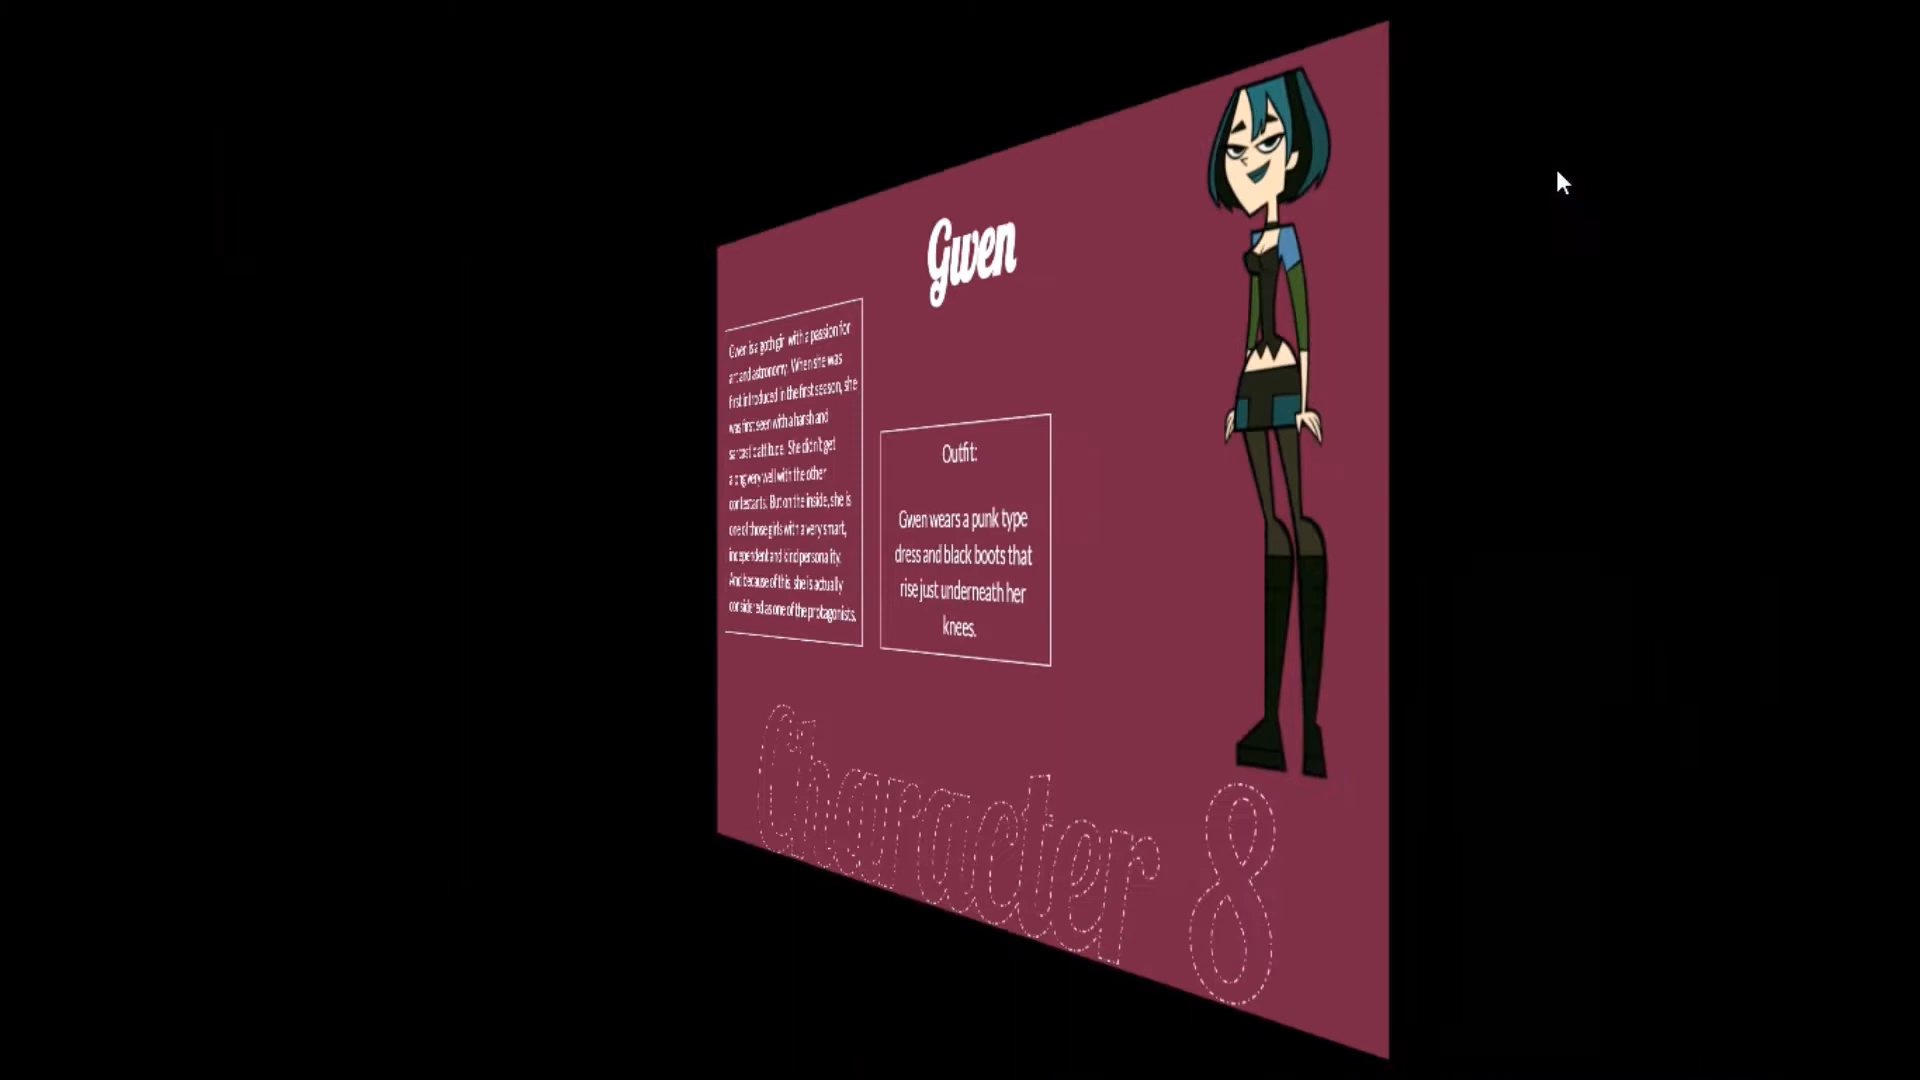 Gwen
Gwen is a goth girl with a passion for
art and astronomy. When she was
first introduced in the first season, she
was first seen with a harsh and
sarcastic attitude. She didn't get
along very well with the other
contestants. But on the inside, she is
one of those girls with a very smart,
independent and kind personality.
And because of this she is actually
considered as one of the protagonists.
Outfit:
Gwen wears a punk type
dress and black boots that
rise just underneath her
knees.
Character 8